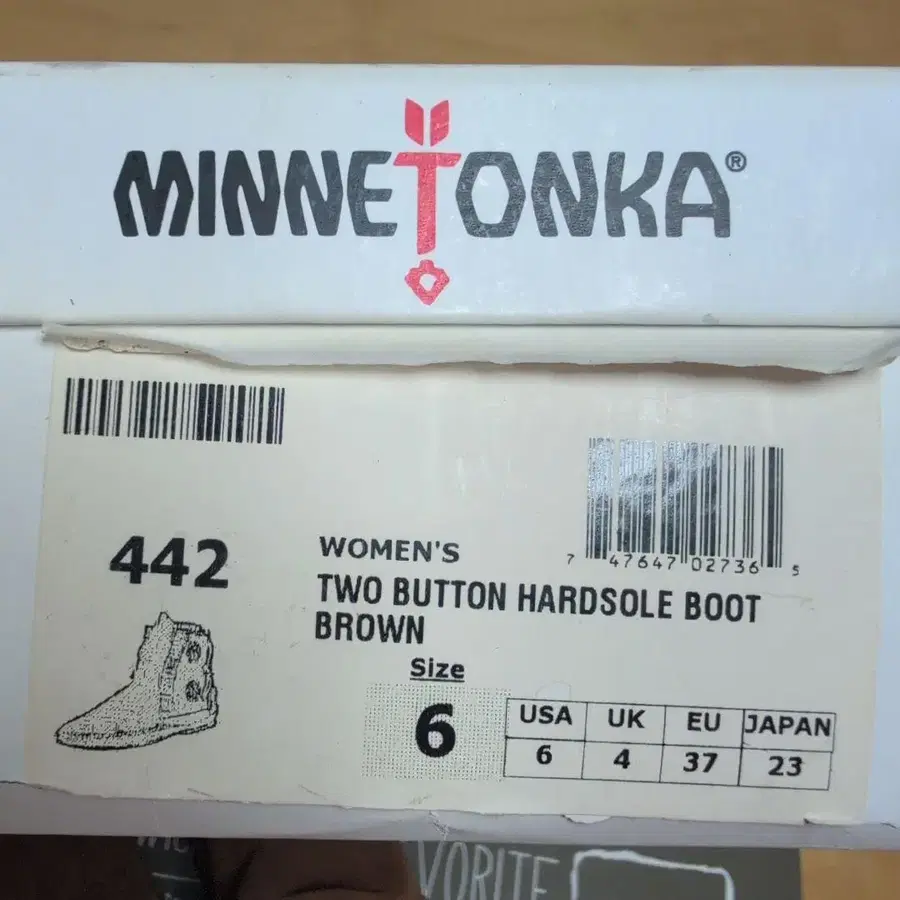 MINNETONKA®
442
WOMEN'S
TWO BUTTON HARDSOLE BOOT
BROWN
7 47647 02736 5
Size
6
USA UK EU JAPAN
6 4 37 23
VORITE